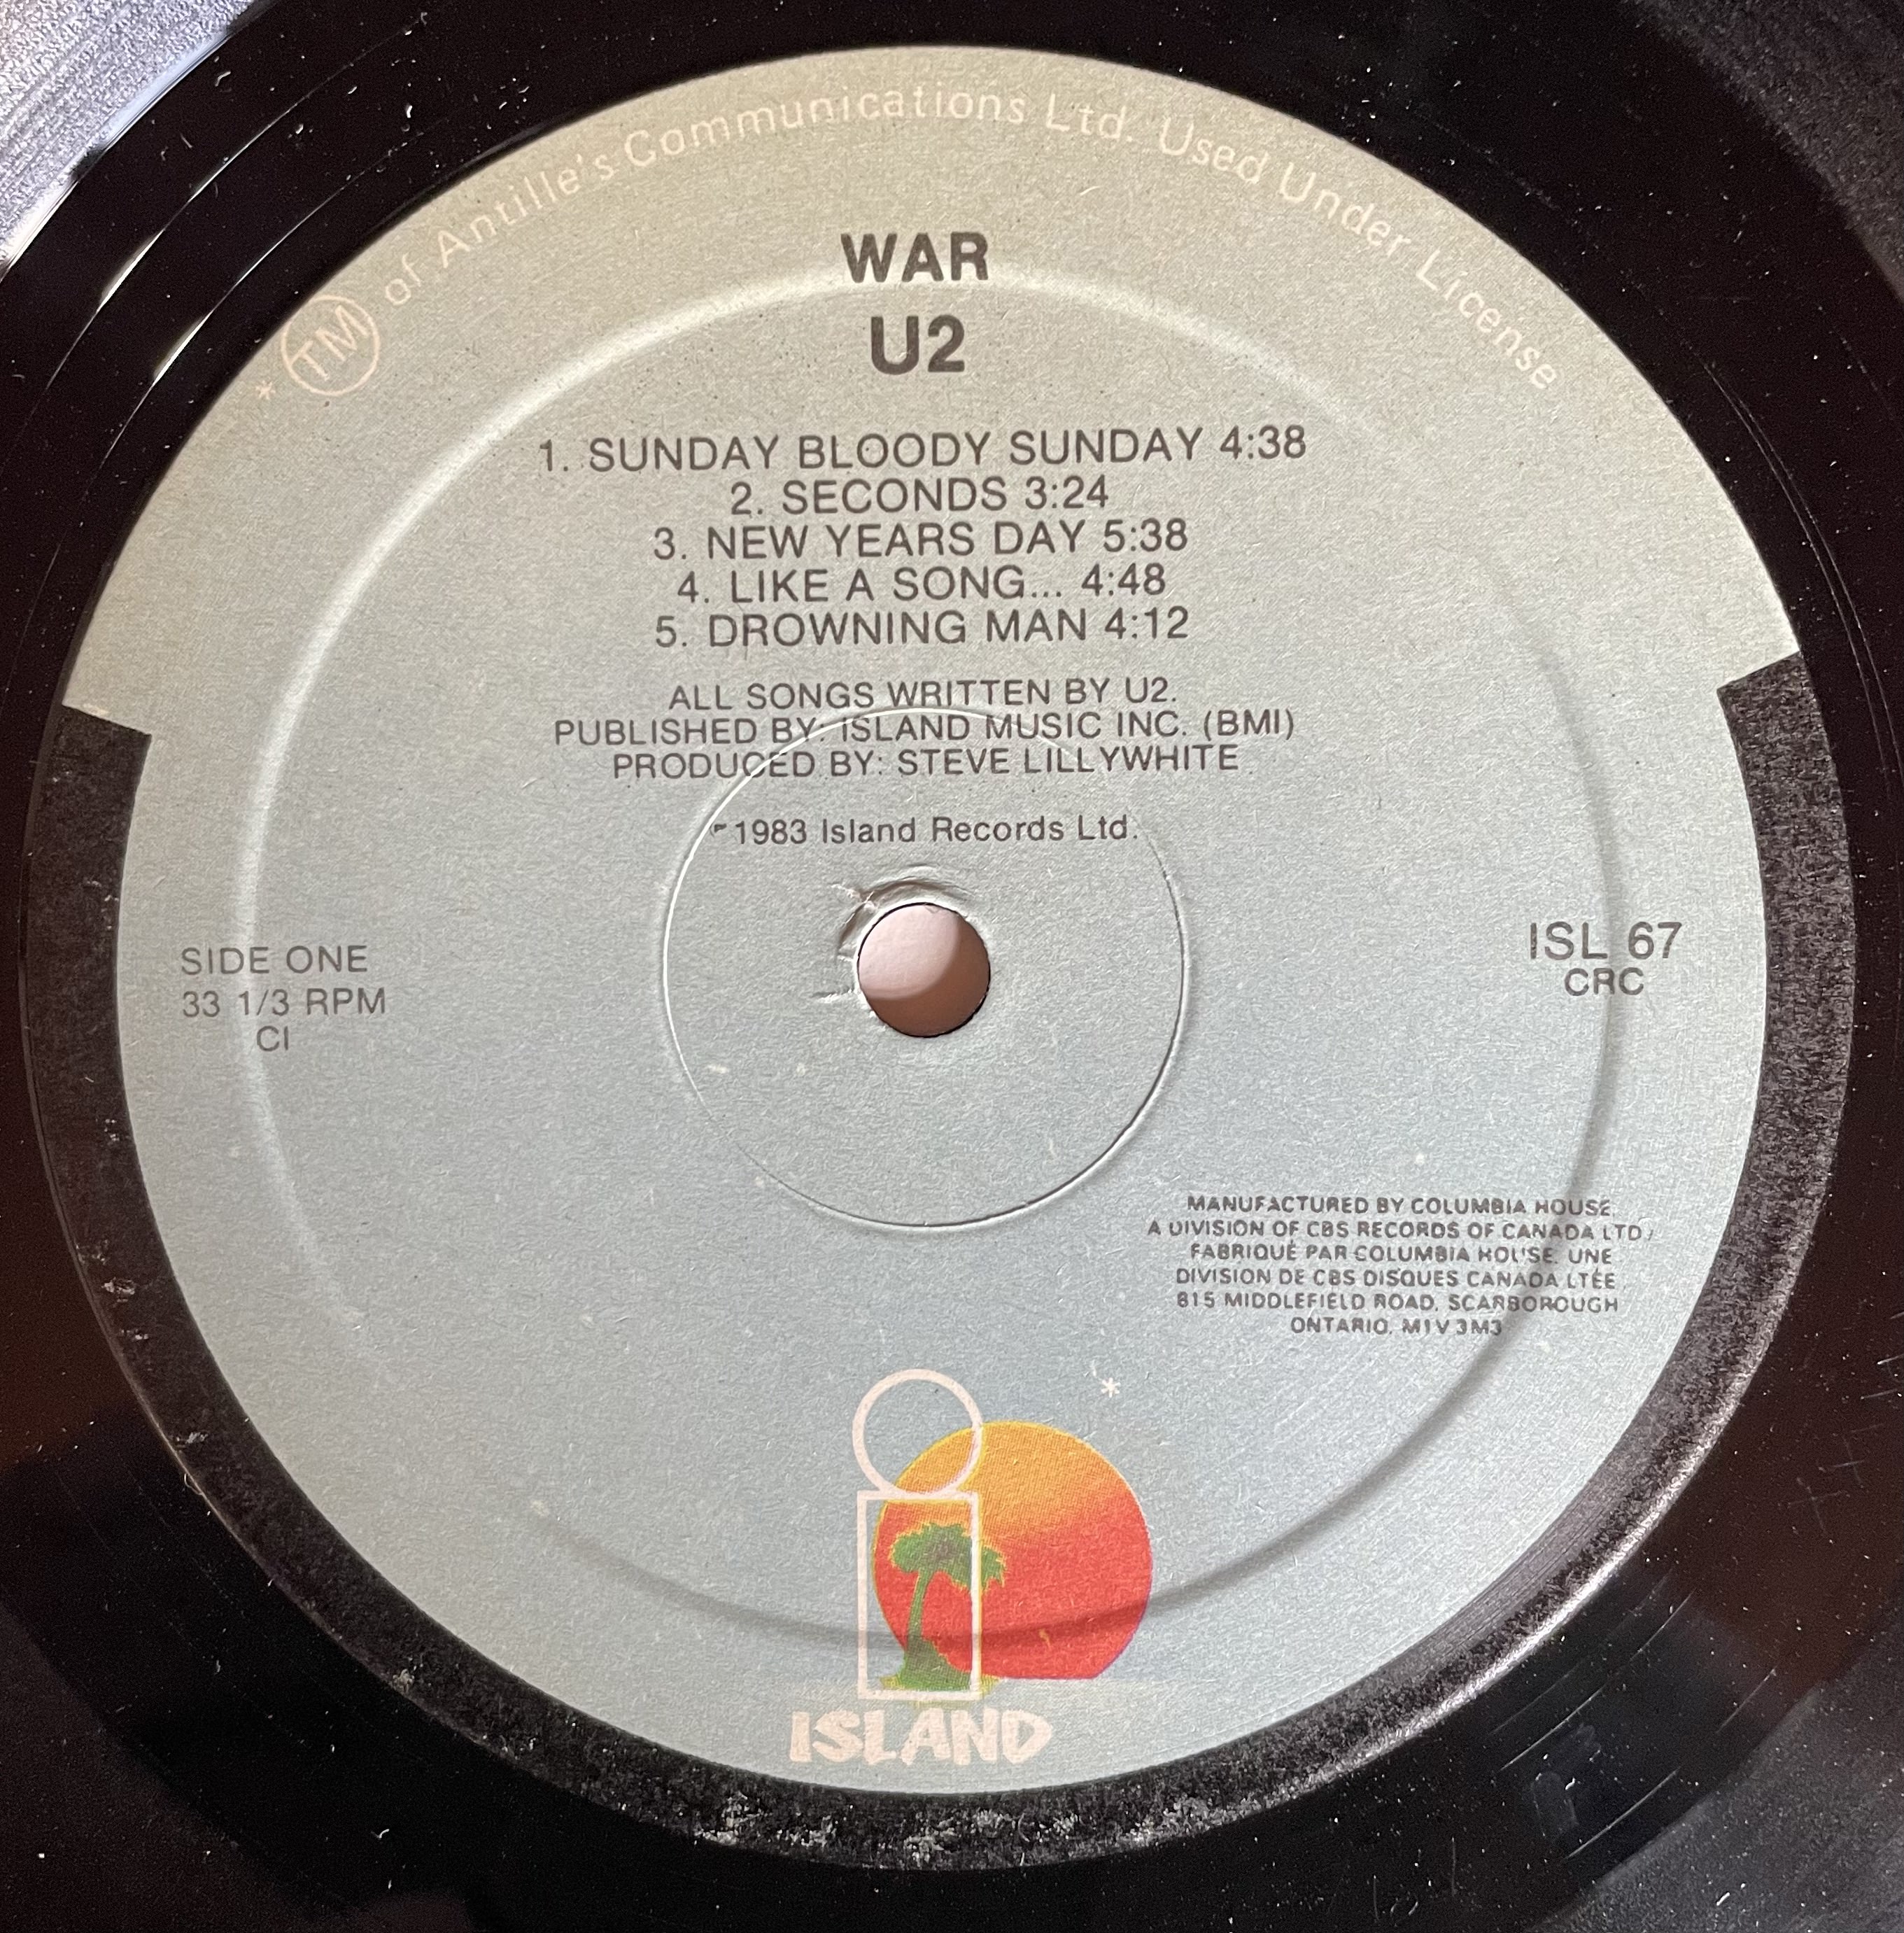 * TM of Antille's Communications Ltd. Used Under License
WAR
U2
1. SUNDAY BLOODY SUNDAY 4:38
2. SECONDS 3:24
3. NEW YEARS DAY 5:38
4. LIKE A SONG... 4:48
5. DROWNING MAN 4:12
ALL SONGS WRITTEN BY U2.
PUBLISHED BY: ISLAND MUSIC INC. (BMI)
PRODUCED BY: STEVE LILLYWHITE
℗ 1983 Island Records Ltd.
SIDE ONE
33 1/3 RPM
CI
ISL 67
CRC
MANUFACTURED BY COLUMBIA HOUSE,
A DIVISION OF CBS RECORDS OF CANADA LTD/
FABRIQUÉ PAR COLUMBIA HOUSE, UNE
DIVISION DE CBS DISQUES CANADA LTÉE
815 MIDDLEFIELD ROAD, SCARBOROUGH
ONTARIO, M1V 3M3
*
ISLAND